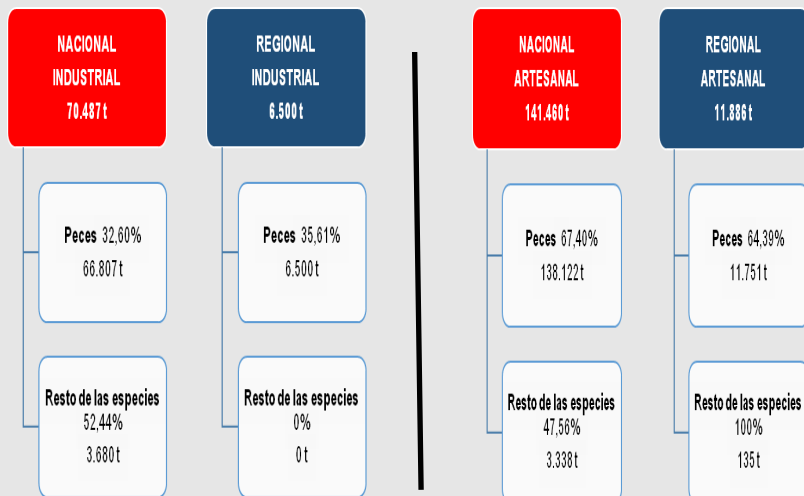 NACIONAL
INDUSTRIAL
70.487 t
Peces 32,60%
66.807 t
Resto de las especies
52,44%
3.680 t
REGIONAL
INDUSTRIAL
6.500 t
Peces 35,61%
6.500 t
Resto de las especies
0%
0 t
NACIONAL
ARTESANAL
141.460 t
Peces 67,40%
138.122 t
Resto de las especies
47,56%
3.338 t
REGIONAL
ARTESANAL
11.886 t
Peces 64,39%
11.751 t
Resto de las especies
100%
135 t